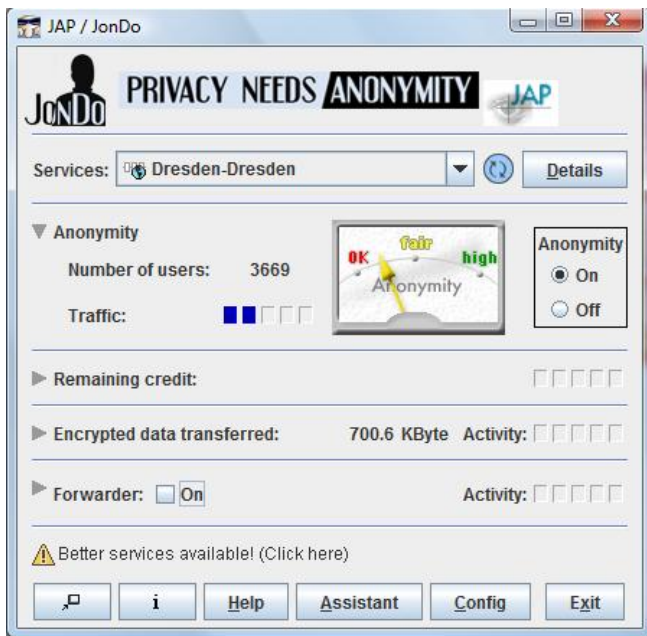 JAP / JonDo
JONDO PRIVACY NEEDS ANONYMITY JAP
Services: Dresden-Dresden Details
Anonymity
Number of users: 3669
Traffic:
OK fair high
Anonymity
Anonymity
On
Off
Remaining credit:
Encrypted data transferred: 700.6 KByte Activity:
Forwarder: On Activity:
Better services available! (Click here)
i Help Assistant Config Exit